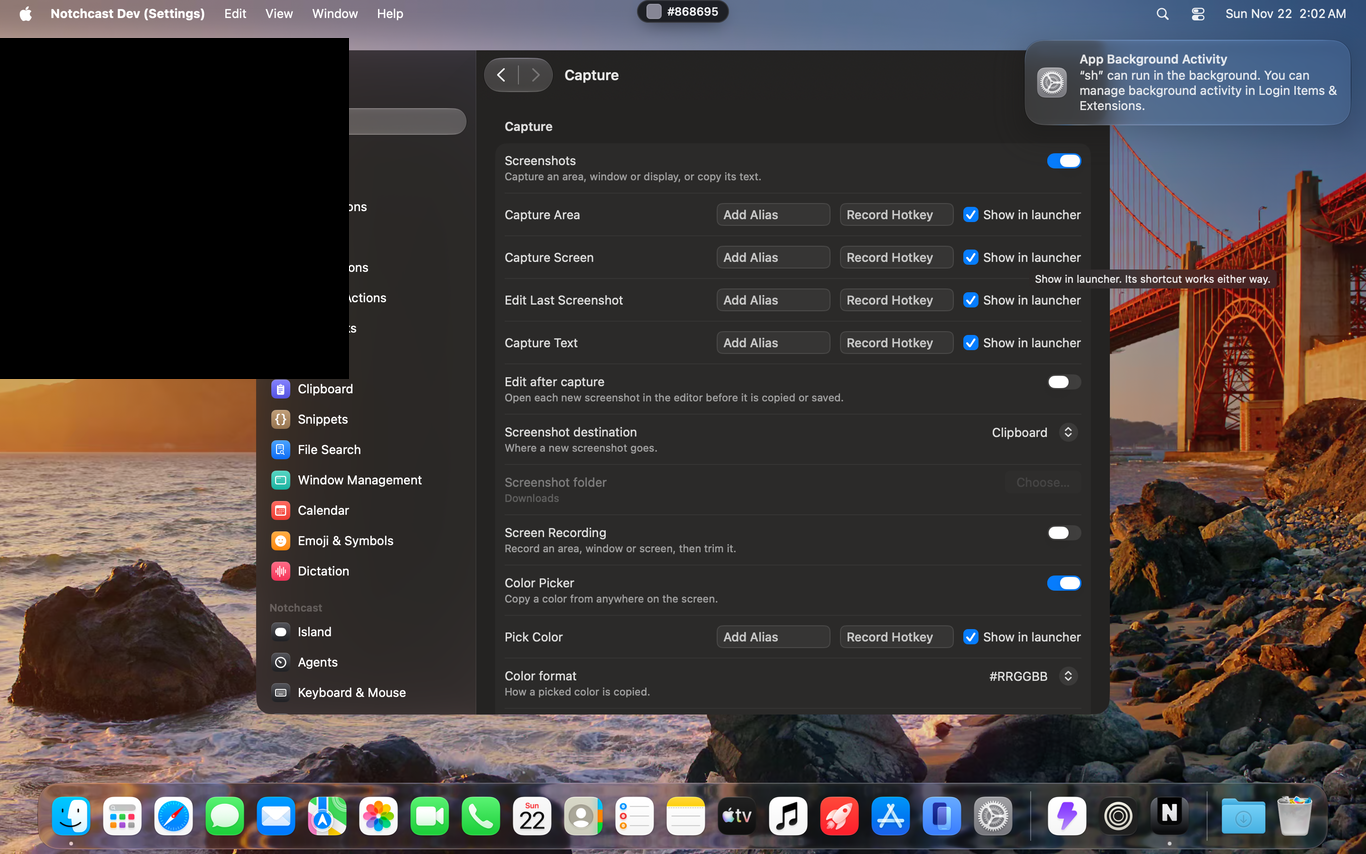 Notchcast Dev (Settings) Edit View Window Help
#868695
Sun Nov 22 2:02 AM
App Background Activity
“sh” can run in the background. You can
manage background activity in Login Items &
Extensions.
Capture
Capture
Screenshots
Capture an area, window or display, or copy its text.
Capture Area Add Alias Record Hotkey Show in launcher
Capture Screen Add Alias Record Hotkey Show in launcher
Show in launcher. Its shortcut works either way.
Edit Last Screenshot Add Alias Record Hotkey Show in launcher
Capture Text Add Alias Record Hotkey Show in launcher
Edit after capture
Open each new screenshot in the editor before it is copied or saved.
Screenshot destination Clipboard
Where a new screenshot goes.
Screenshot folder Choose...
Downloads
Screen Recording
Record an area, window or screen, then trim it.
Color Picker
Copy a color from anywhere on the screen.
Pick Color Add Alias Record Hotkey Show in launcher
Color format #RRGGBB
How a picked color is copied.
ons
ons
Actions
ts
Clipboard
Snippets
File Search
Window Management
Calendar
Emoji & Symbols
Dictation
Notchcast
Island
Agents
Keyboard & Mouse
Sun
22
tv
N